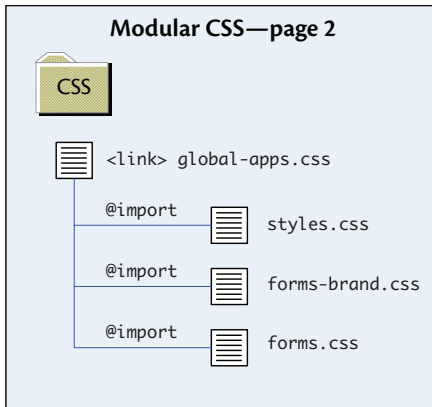 Modular CSS—page 2
CSS
<link> global-apps.css
@import styles.css
@import forms-brand.css
@import forms.css